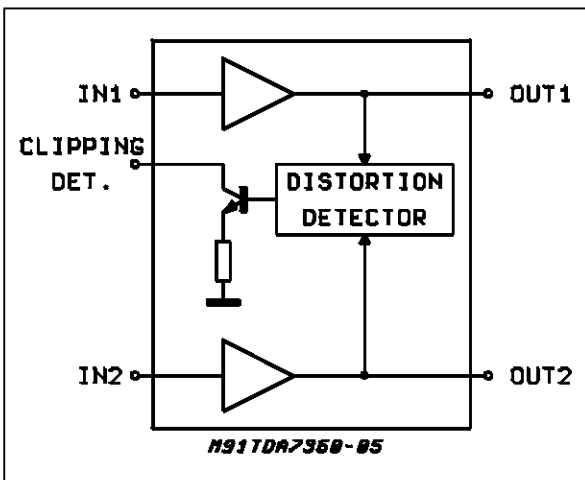 IN1
OUT1
CLIPPING
DET.
DISTORTION
DETECTOR
IN2
OUT2
M91TDA7360-05